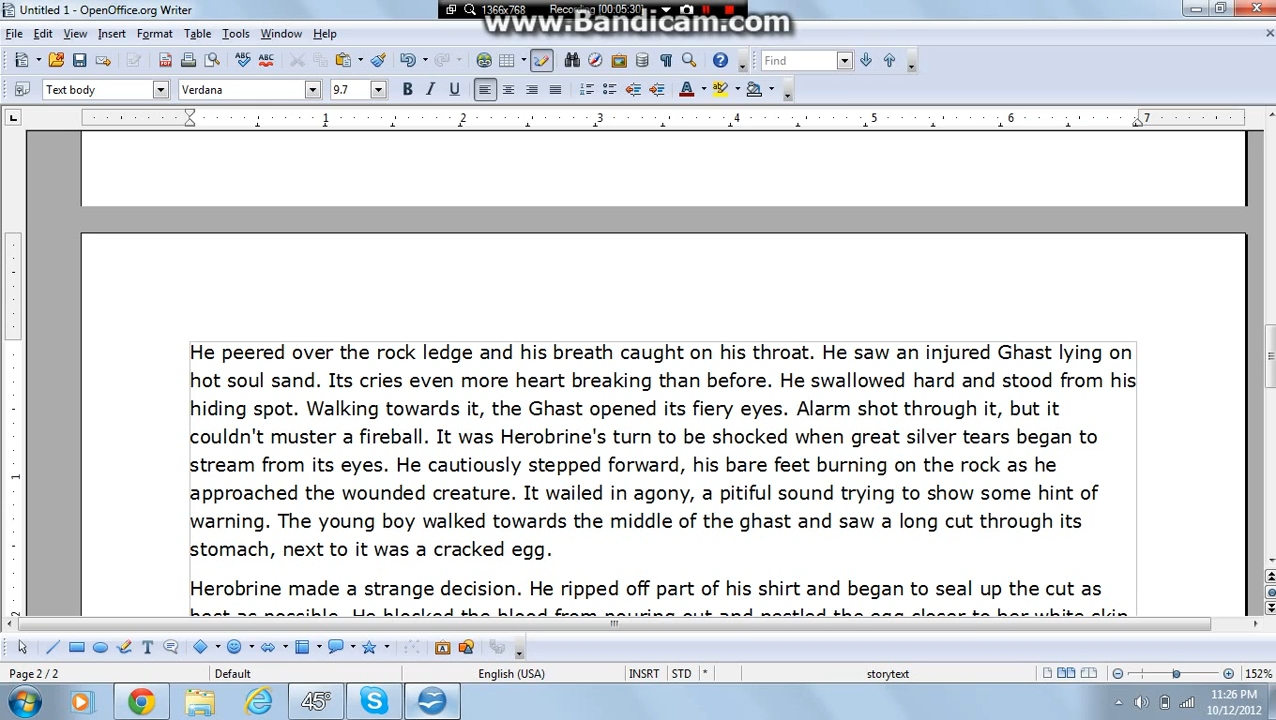 Untitled 1 - OpenOffice.org Writer
1366x768
Recording [00:05:30]
www.Bandicam.com
File Edit View Insert Format Table Tools Window Help
Find
Text body Verdana 9.7
1 2 3 4 5 6 7
He peered over the rock ledge and his breath caught on his throat. He saw an injured Ghast lying on
hot soul sand. Its cries even more heart breaking than before. He swallowed hard and stood from his
hiding spot. Walking towards it, the Ghast opened its fiery eyes. Alarm shot through it, but it
couldn't muster a fireball. It was Herobrine's turn to be shocked when great silver tears began to
stream from its eyes. He cautiously stepped forward, his bare feet burning on the rock as he
approached the wounded creature. It wailed in agony, a pitiful sound trying to show some hint of
warning. The young boy walked towards the middle of the ghast and saw a long cut through its
stomach, next to it was a cracked egg.
Herobrine made a strange decision. He ripped off part of his shirt and began to seal up the cut as
best as possible. He blocked the blood from pouring out and nestled the egg closer to her white skin.
Page 2 / 2 Default English (USA) INSRT STD * storytext 152%
45°
11:26 PM
10/12/2012